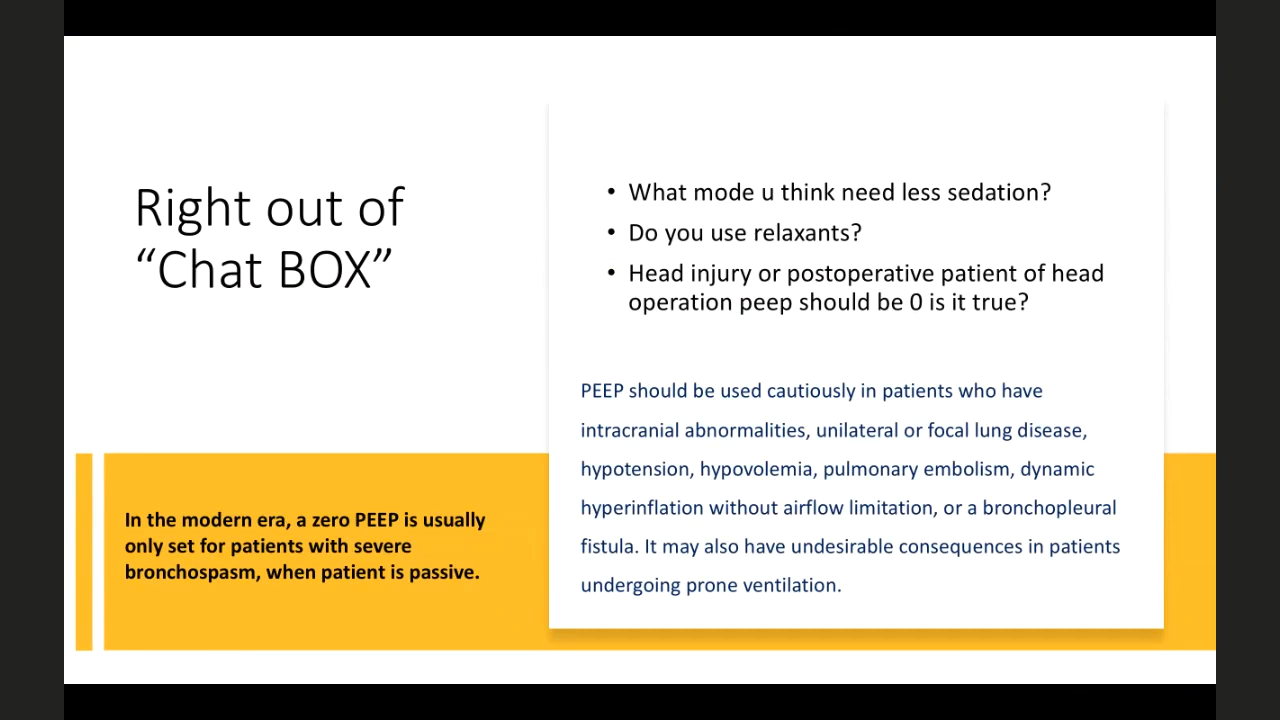 Right out of
“Chat BOX”
• What mode u think need less sedation?
• Do you use relaxants?
• Head injury or postoperative patient of head
operation peep should be 0 is it true?
PEEP should be used cautiously in patients who have
intracranial abnormalities, unilateral or focal lung disease,
hypotension, hypovolemia, pulmonary embolism, dynamic
hyperinflation without airflow limitation, or a bronchopleural
fistula. It may also have undesirable consequences in patients
undergoing prone ventilation.
In the modern era, a zero PEEP is usually
only set for patients with severe
bronchospasm, when patient is passive.